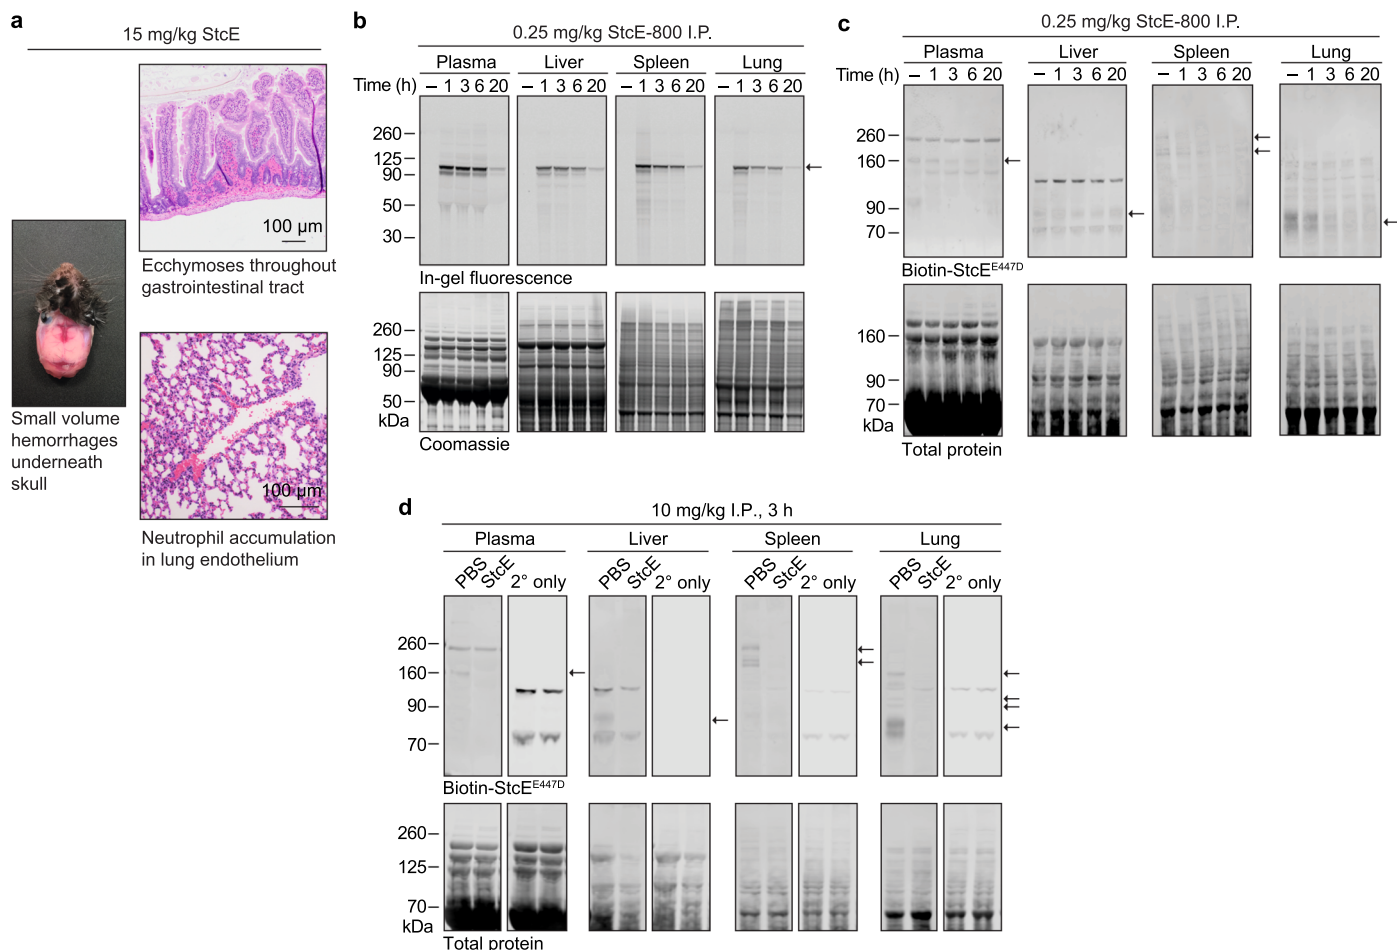 a
15 mg/kg StcE
100 µm
Ecchymoses throughout
gastrointestinal tract
Small volume
hemorrhages
underneath
skull
100 µm
Neutrophil accumulation
in lung endothelium
b
0.25 mg/kg StcE-800 I.P.
Plasma Liver Spleen Lung
Time (h) – 1 3 6 20 – 1 3 6 20 – 1 3 6 20 – 1 3 6 20
260
125
90
50
30
In-gel fluorescence
260
125
90
50
kDa
Coomassie
c
0.25 mg/kg StcE-800 I.P.
Plasma Liver Spleen Lung
Time (h) – 1 3 6 20 – 1 3 6 20 – 1 3 6 20 – 1 3 6 20
260
160
90
70
Biotin-StcE^E447D
160
90
70
kDa
Total protein
d
10 mg/kg I.P., 3 h
Plasma Liver Spleen Lung
PBS StcE 2° only PBS StcE 2° only PBS StcE 2° only PBS StcE 2° only
260
160
90
70
Biotin-StcE^E447D
260
125
70
kDa
Total protein